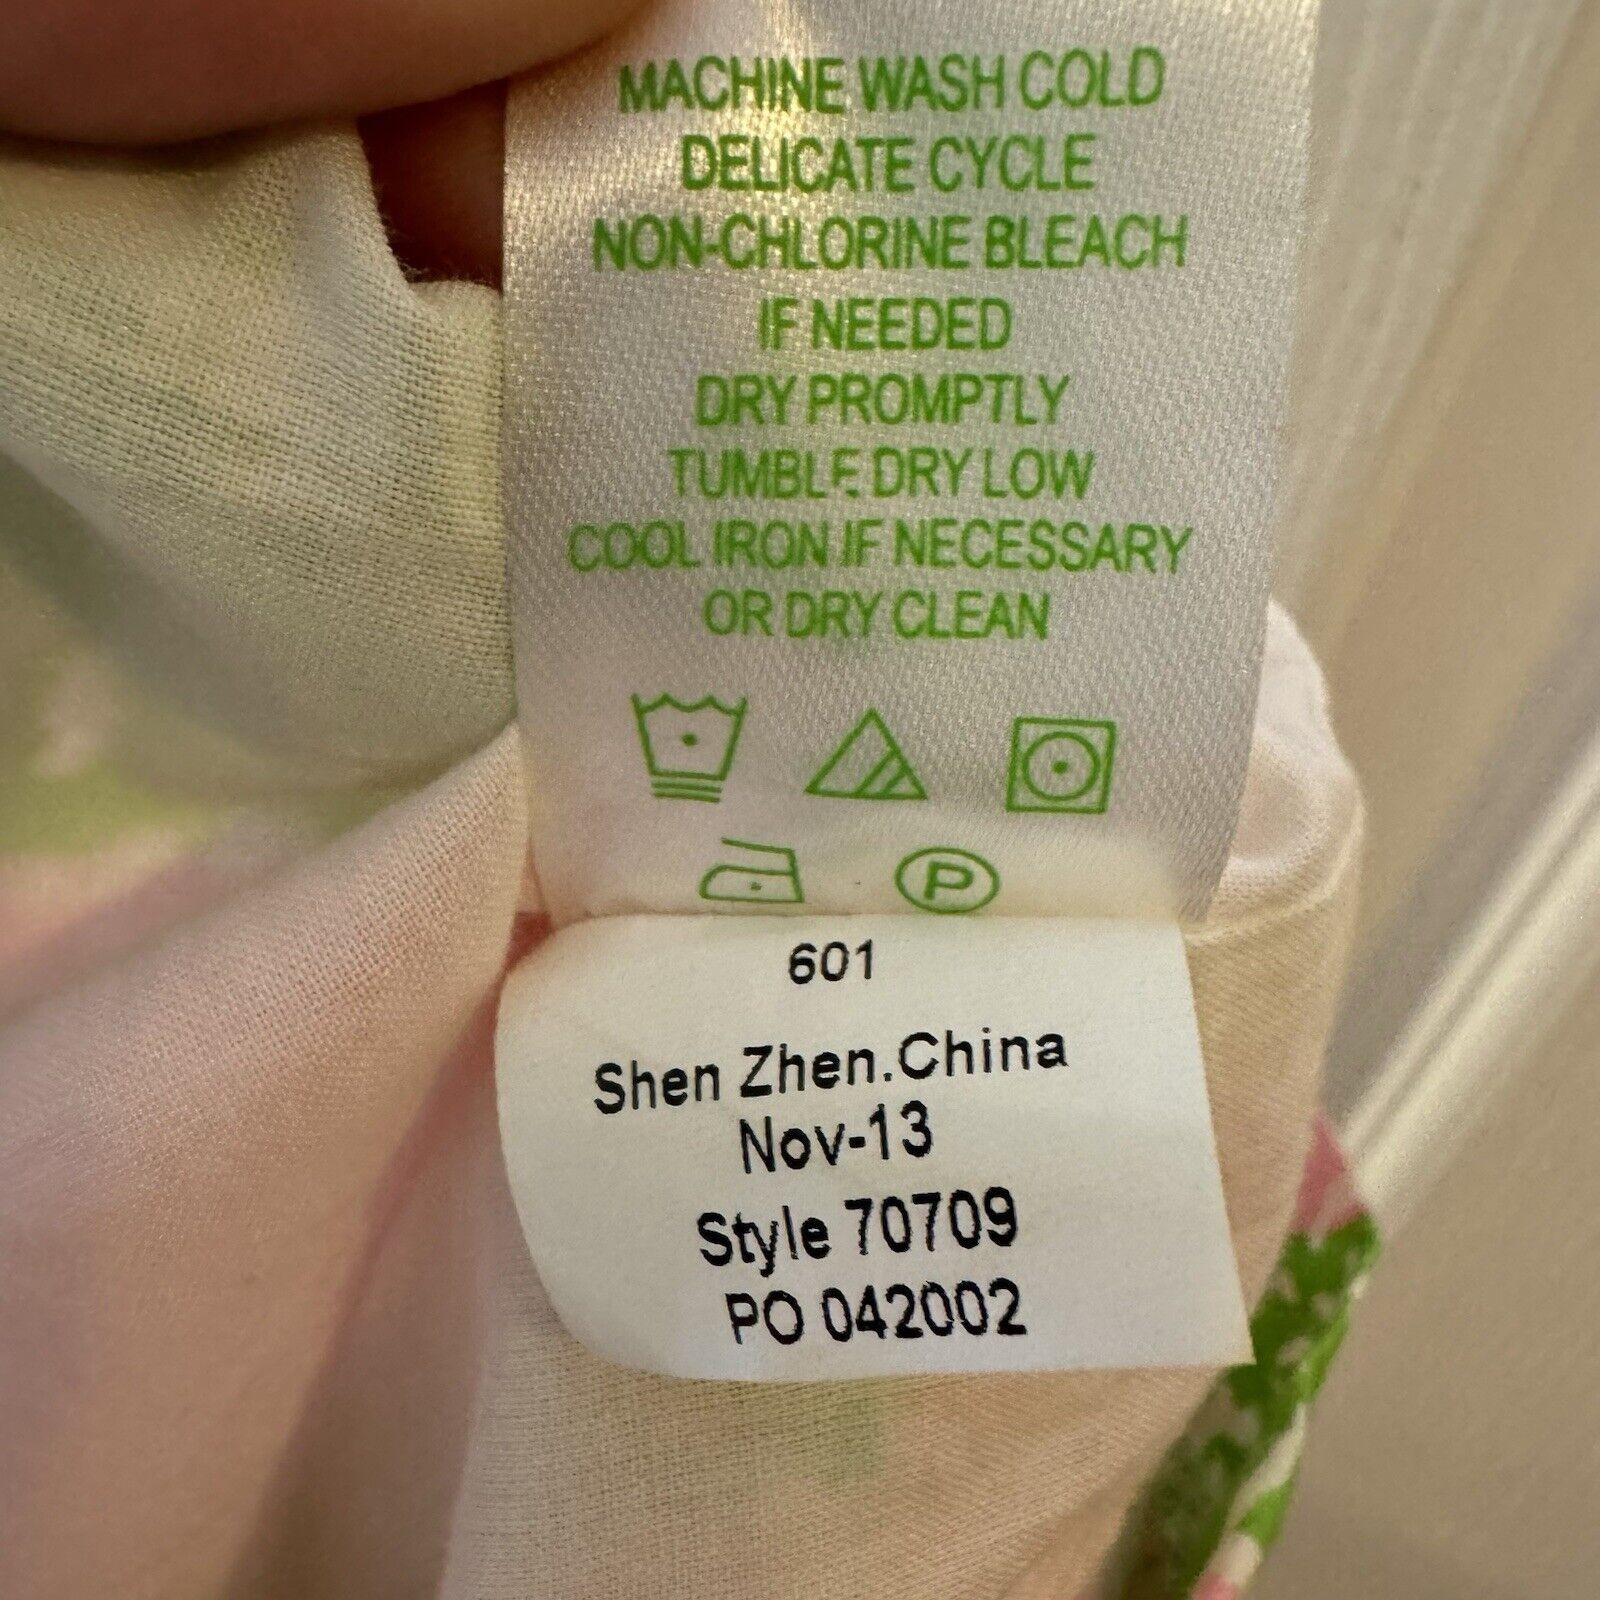 MACHINE WASH COLD
DELICATE CYCLE
NON-CHLORINE BLEACH
IF NEEDED
DRY PROMPTLY
TUMBLE DRY LOW
COOL IRON IF NECESSARY
OR DRY CLEAN
P
601
Shen Zhen.China
Nov-13
Style 70709
PO 042002